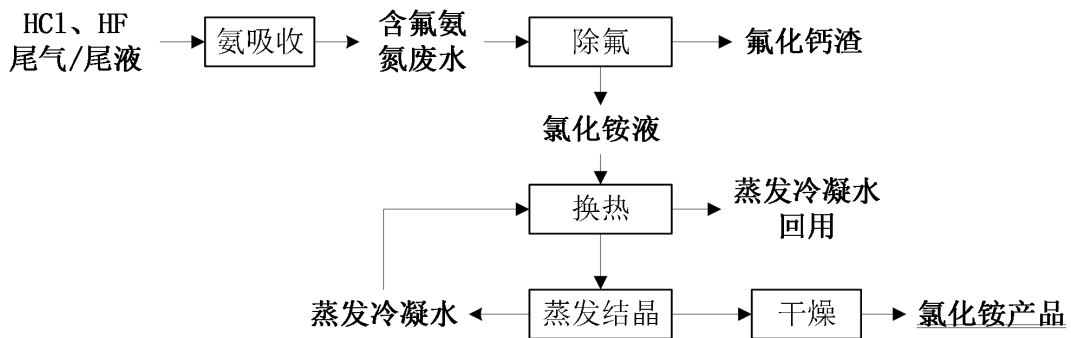 HCl、HF
尾气/尾液
氨吸收
含氟氨
氮废水
除氟
氟化钙渣
氯化铵液
换热
蒸发冷凝水
回用
蒸发冷凝水
蒸发结晶
干燥
氯化铵产品